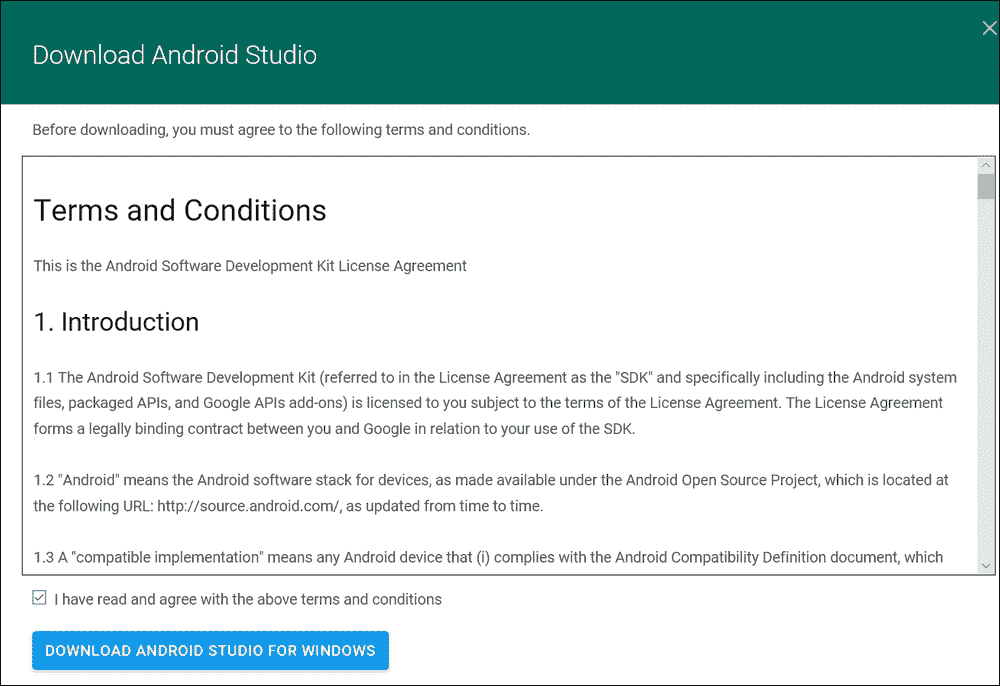 Download Android Studio
Before downloading, you must agree to the following terms and conditions.
Terms and Conditions
This is the Android Software Development Kit License Agreement
1. Introduction
1.1 The Android Software Development Kit (referred to in the License Agreement as the "SDK" and specifically including the Android system
files, packaged APIs, and Google APIs add-ons) is licensed to you subject to the terms of the License Agreement. The License Agreement
forms a legally binding contract between you and Google in relation to your use of the SDK.
1.2 "Android" means the Android software stack for devices, as made available under the Android Open Source Project, which is located at
the following URL: http://source.android.com/, as updated from time to time.
1.3 A "compatible implementation" means any Android device that (i) complies with the Android Compatibility Definition document, which
I have read and agree with the above terms and conditions
DOWNLOAD ANDROID STUDIO FOR WINDOWS